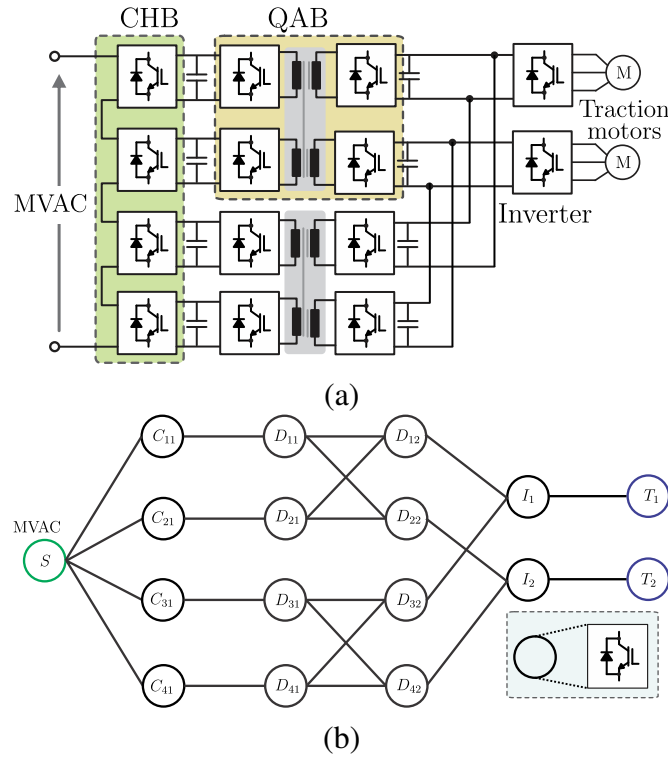 CHB
QAB
M
Traction
motors
M
MVAC
Inverter
(a)
C₁₁
D₁₁
D₁₂
I₁
T₁
C₂₁
D₂₁
D₂₂
MVAC
S
I₂
T₂
C₃₁
D₃₁
D₃₂
C₄₁
D₄₁
D₄₂
(b)